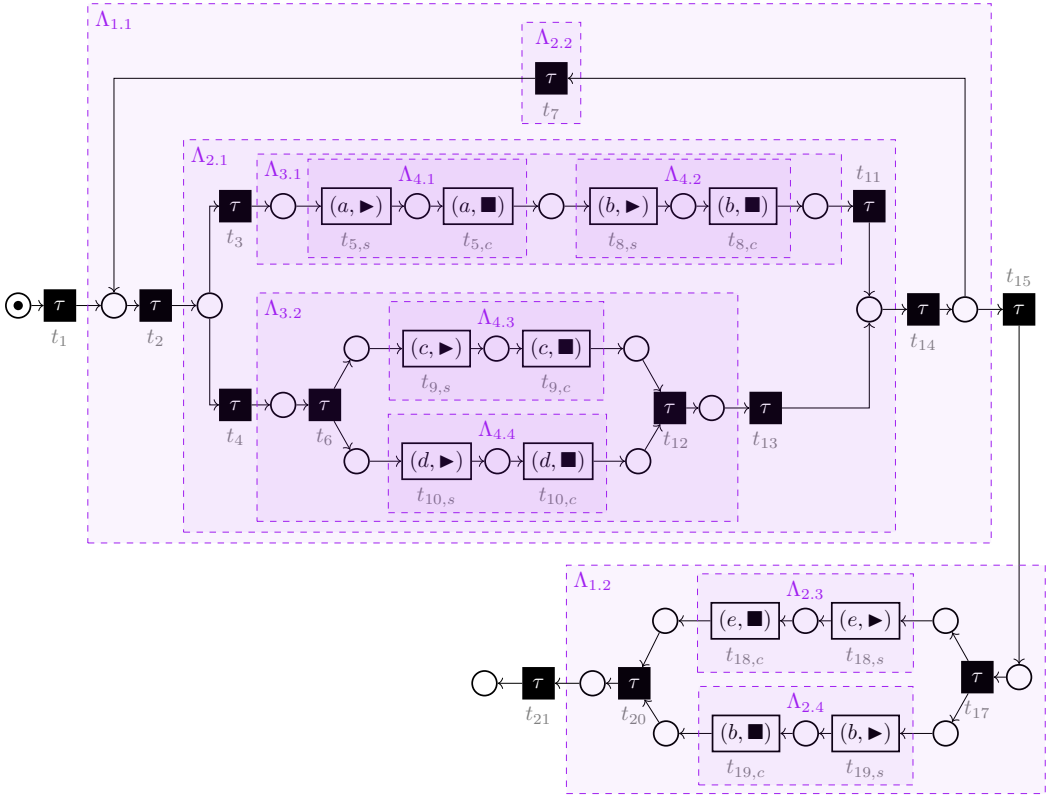 Λ1.1
Λ2.2
τ
t7
Λ2.1
Λ3.1
Λ4.1
Λ4.2
t11
τ
(a, ▶)
(a, ■)
(b, ▶)
(b, ■)
τ
t3
t5,s
t5,c
t8,s
t8,c
t15
τ
τ
τ
τ
t1
t2
t14
Λ3.2
Λ4.3
(c, ▶)
(c, ■)
t9,s
t9,c
τ
τ
τ
τ
t4
t6
Λ4.4
t12
t13
(d, ▶)
(d, ■)
t10,s
t10,c
Λ1.2
Λ2.3
(e, ■)
(e, ▶)
t18,c
t18,s
τ
τ
τ
t21
t20
Λ2.4
t17
(b, ■)
(b, ▶)
t19,c
t19,s